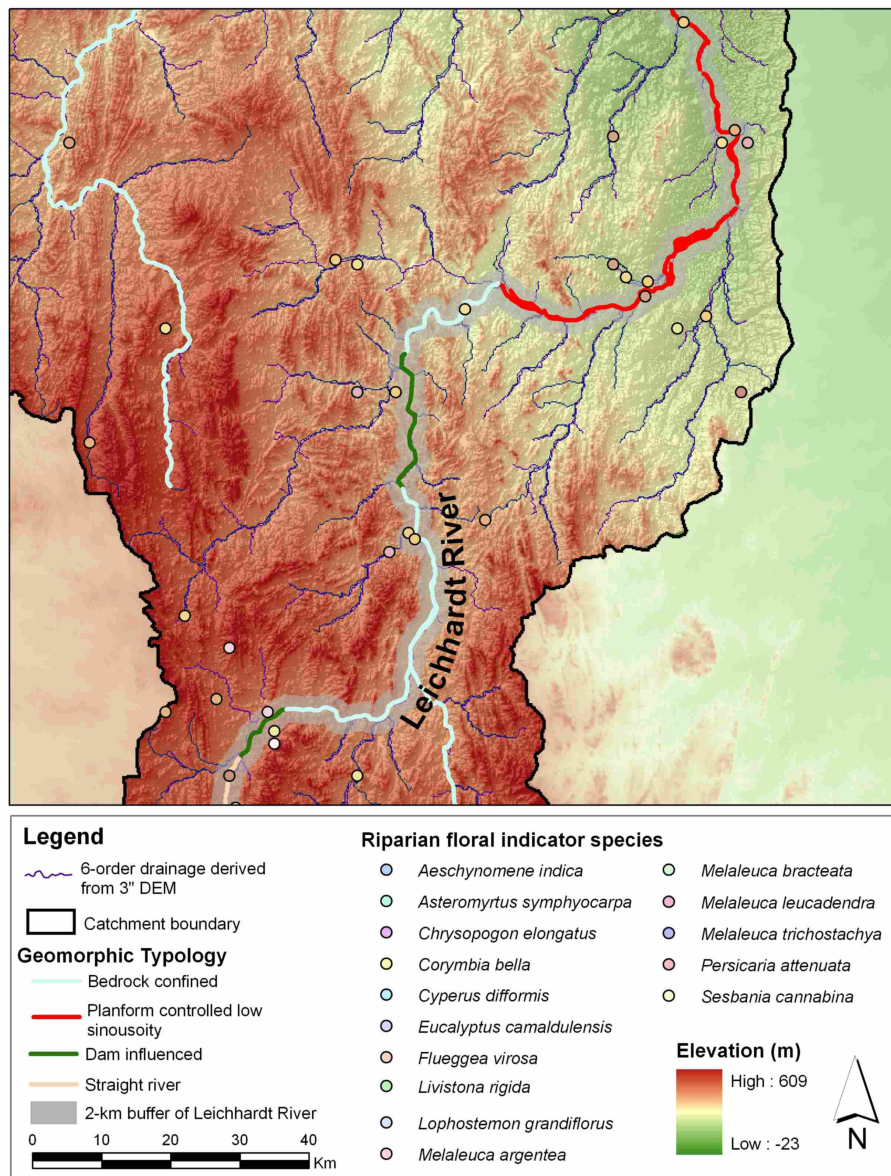 Leichhardt River
Legend
6-order drainage derived
from 3" DEM
Catchment boundary
Geomorphic Typology
Bedrock confined
Planform controlled low
sinousoity
Dam influenced
Straight river
2-km buffer of Leichhardt River
0 10 20 30 40
Km
Riparian floral indicator species
Aeschynomene indica
Asteromyrtus symphyocarpa
Chrysopogon elongatus
Corymbia bella
Cyperus difformis
Eucalyptus camaldulensis
Flueggea virosa
Livistona rigida
Lophostemon grandiflorus
Melaleuca argentea
Melaleuca bracteata
Melaleuca leucadendra
Melaleuca trichostachya
Persicaria attenuata
Sesbania cannabina
Elevation (m)
High : 609
Low : -23
N